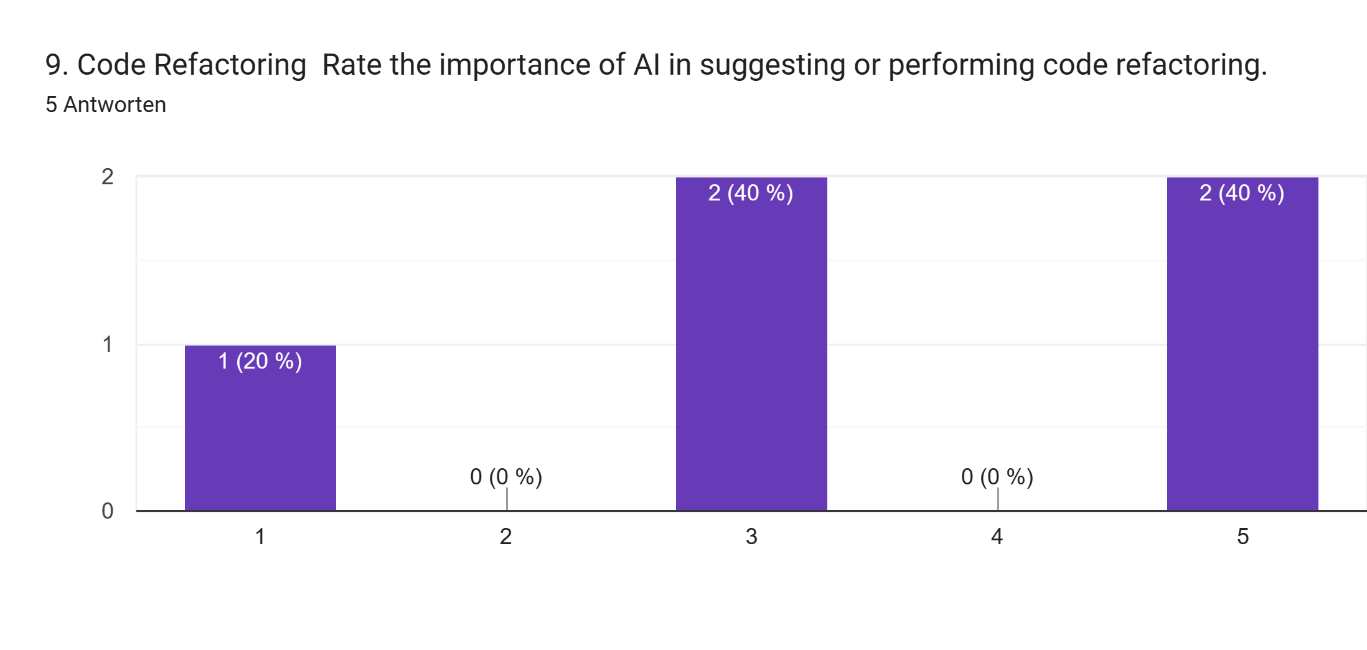 9. Code Refactoring  Rate the importance of AI in suggesting or performing code refactoring.
5 Antworten
2
1
0
1 (20 %)
0 (0 %)
2 (40 %)
0 (0 %)
2 (40 %)
1
2
3
4
5